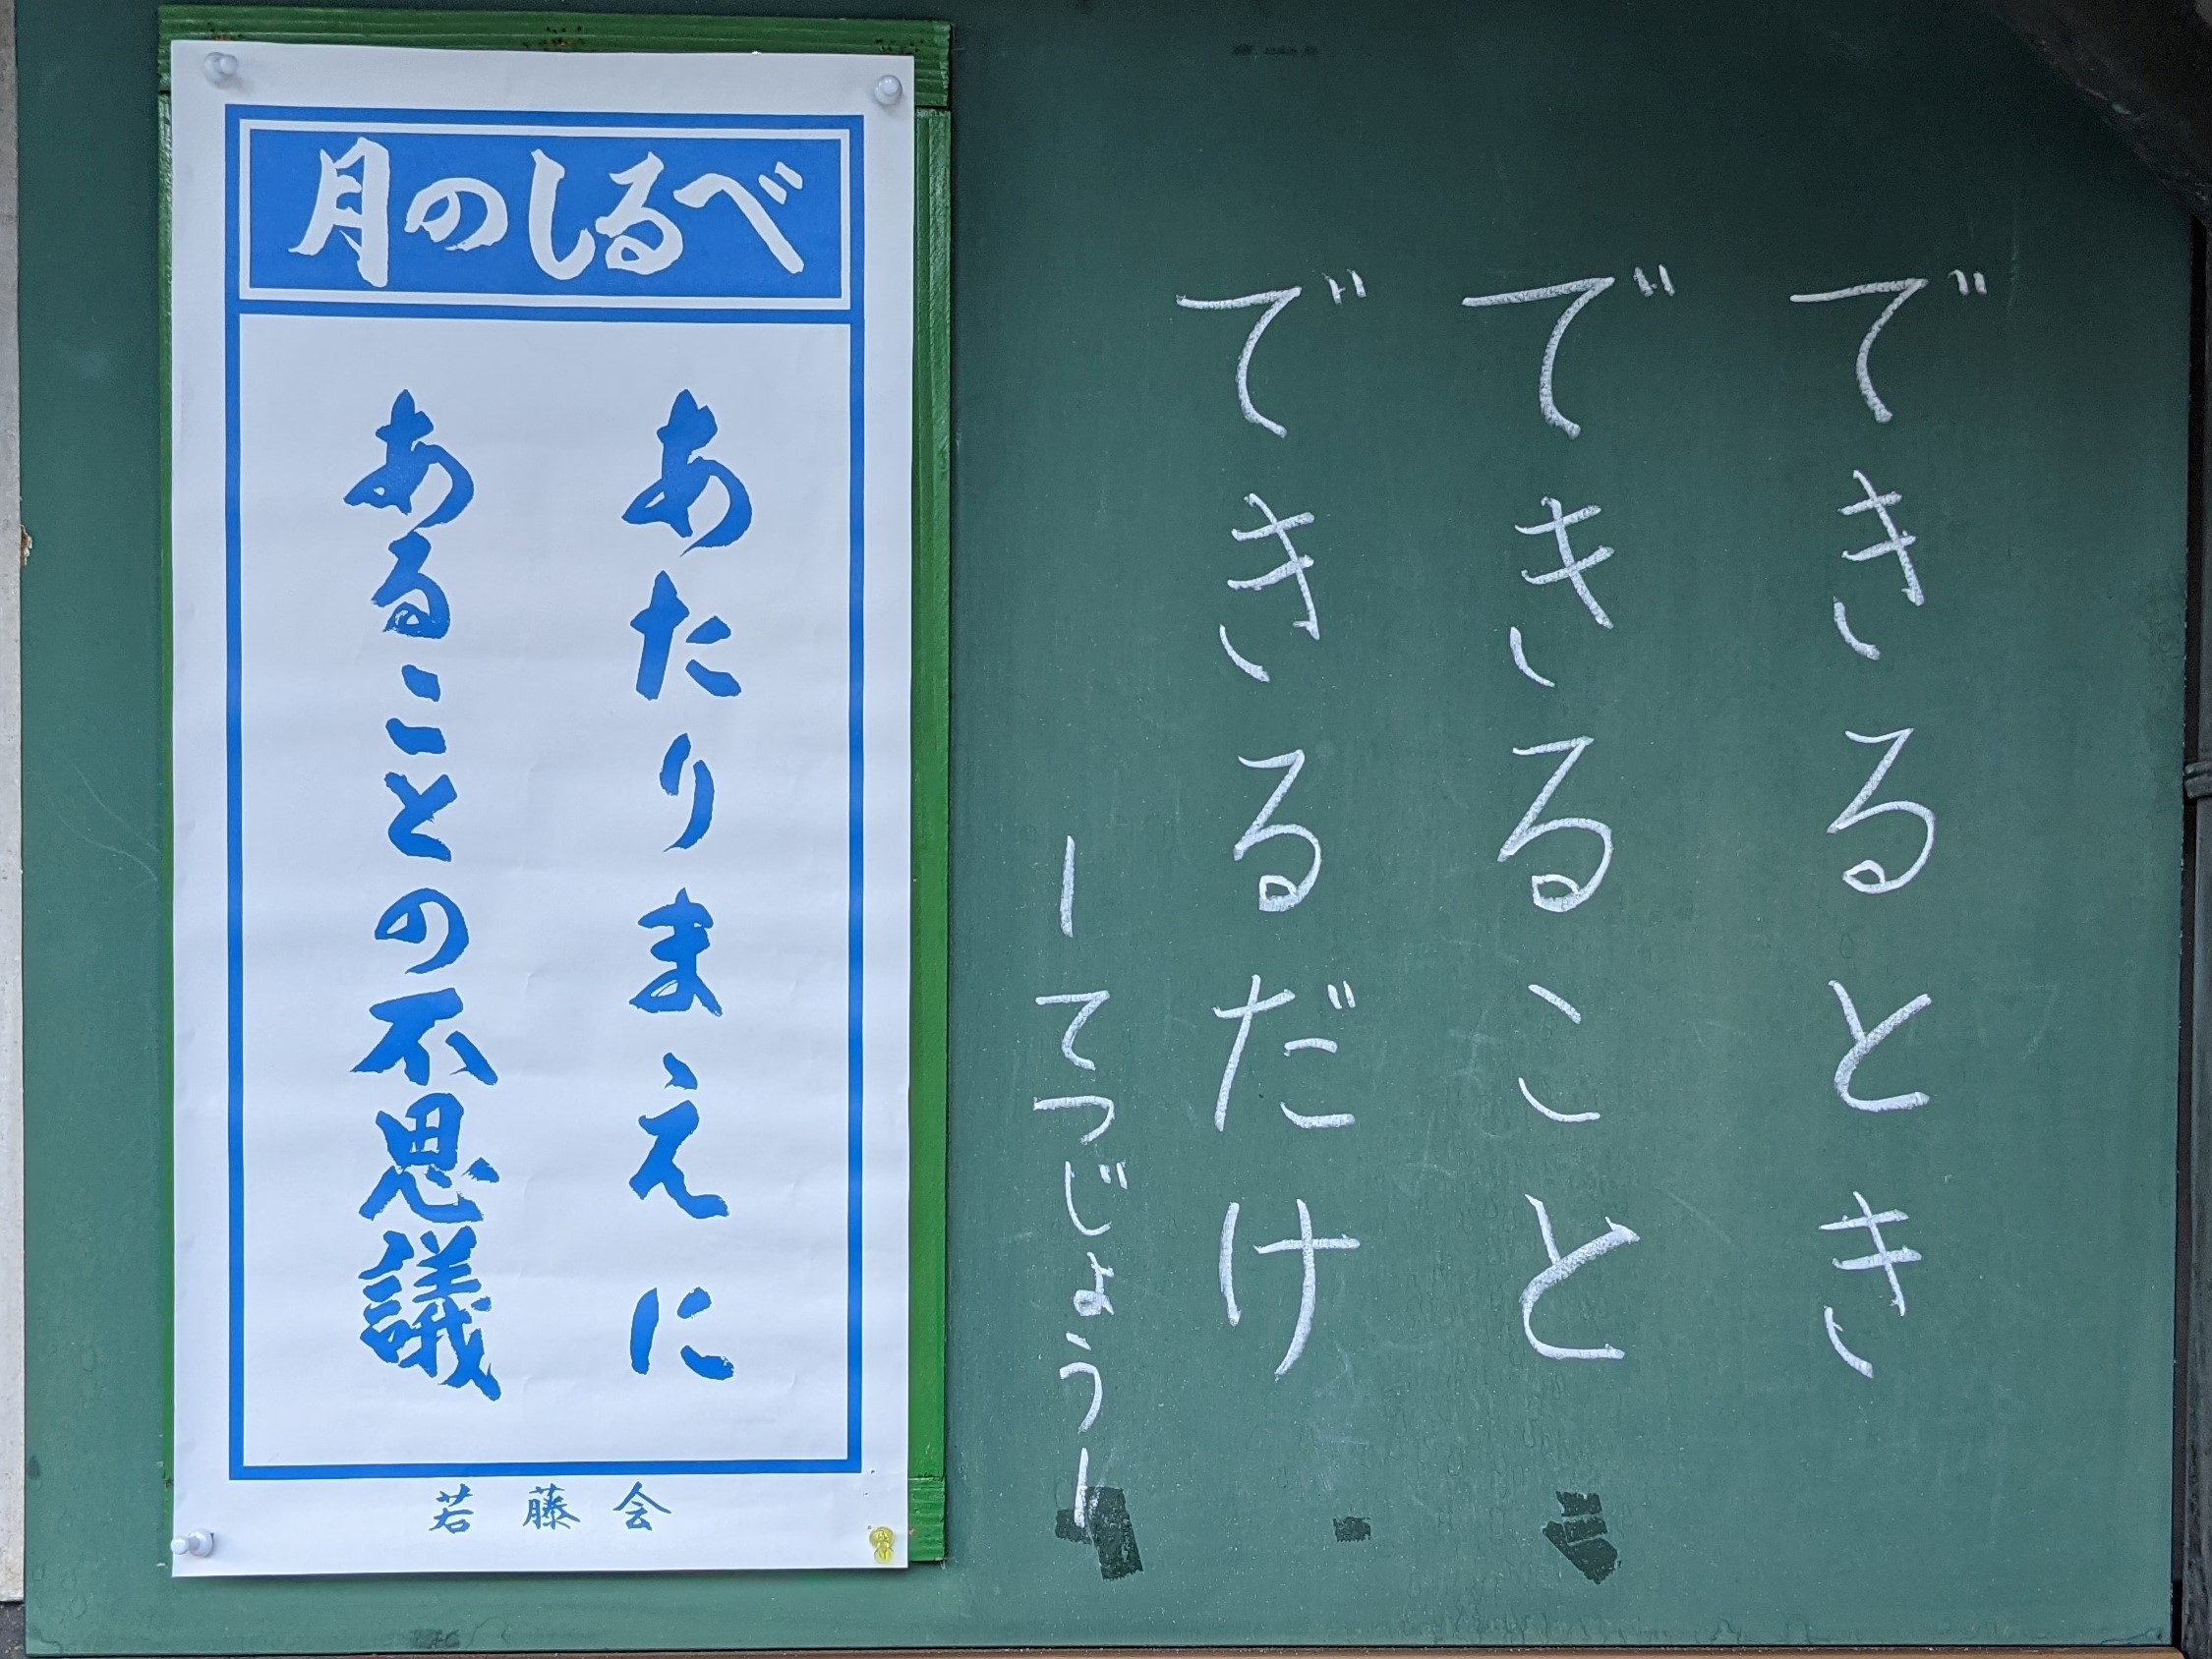 月のしるべ
あたりまえに
あることの不思議
若藤会
できるとき
できること
できるだけ
ーてつじょうー